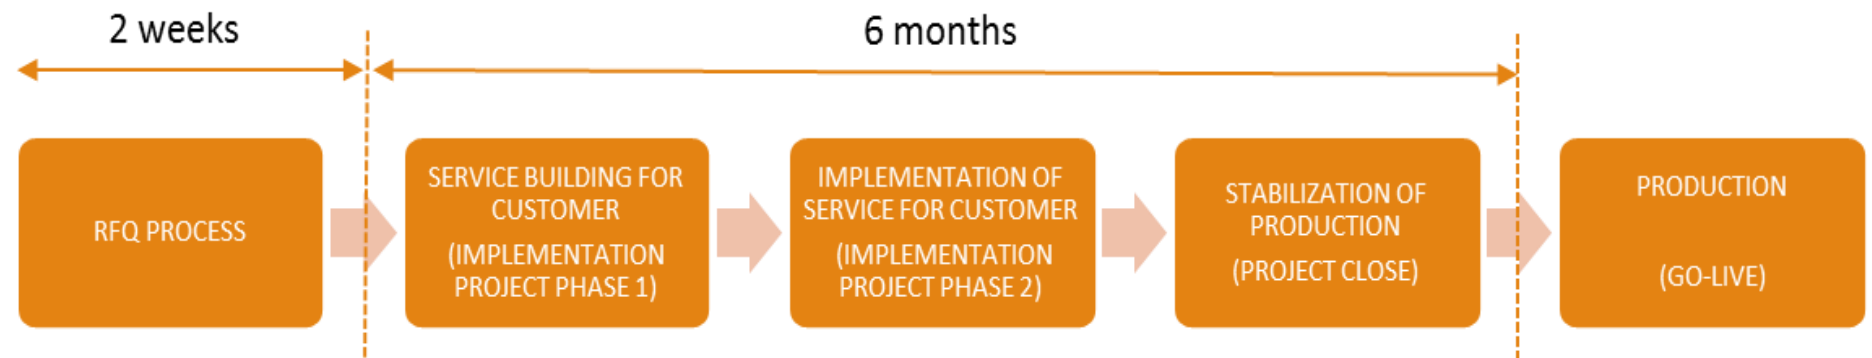 2 weeks
6 months
RFQ PROCESS
SERVICE BUILDING FOR
CUSTOMER
(IMPLEMENTATION
PROJECT PHASE 1)
IMPLEMENTATION OF
SERVICE FOR CUSTOMER
(IMPLEMENTATION
PROJECT PHASE 2)
STABILIZATION OF
PRODUCTION
(PROJECT CLOSE)
PRODUCTION
(GO-LIVE)